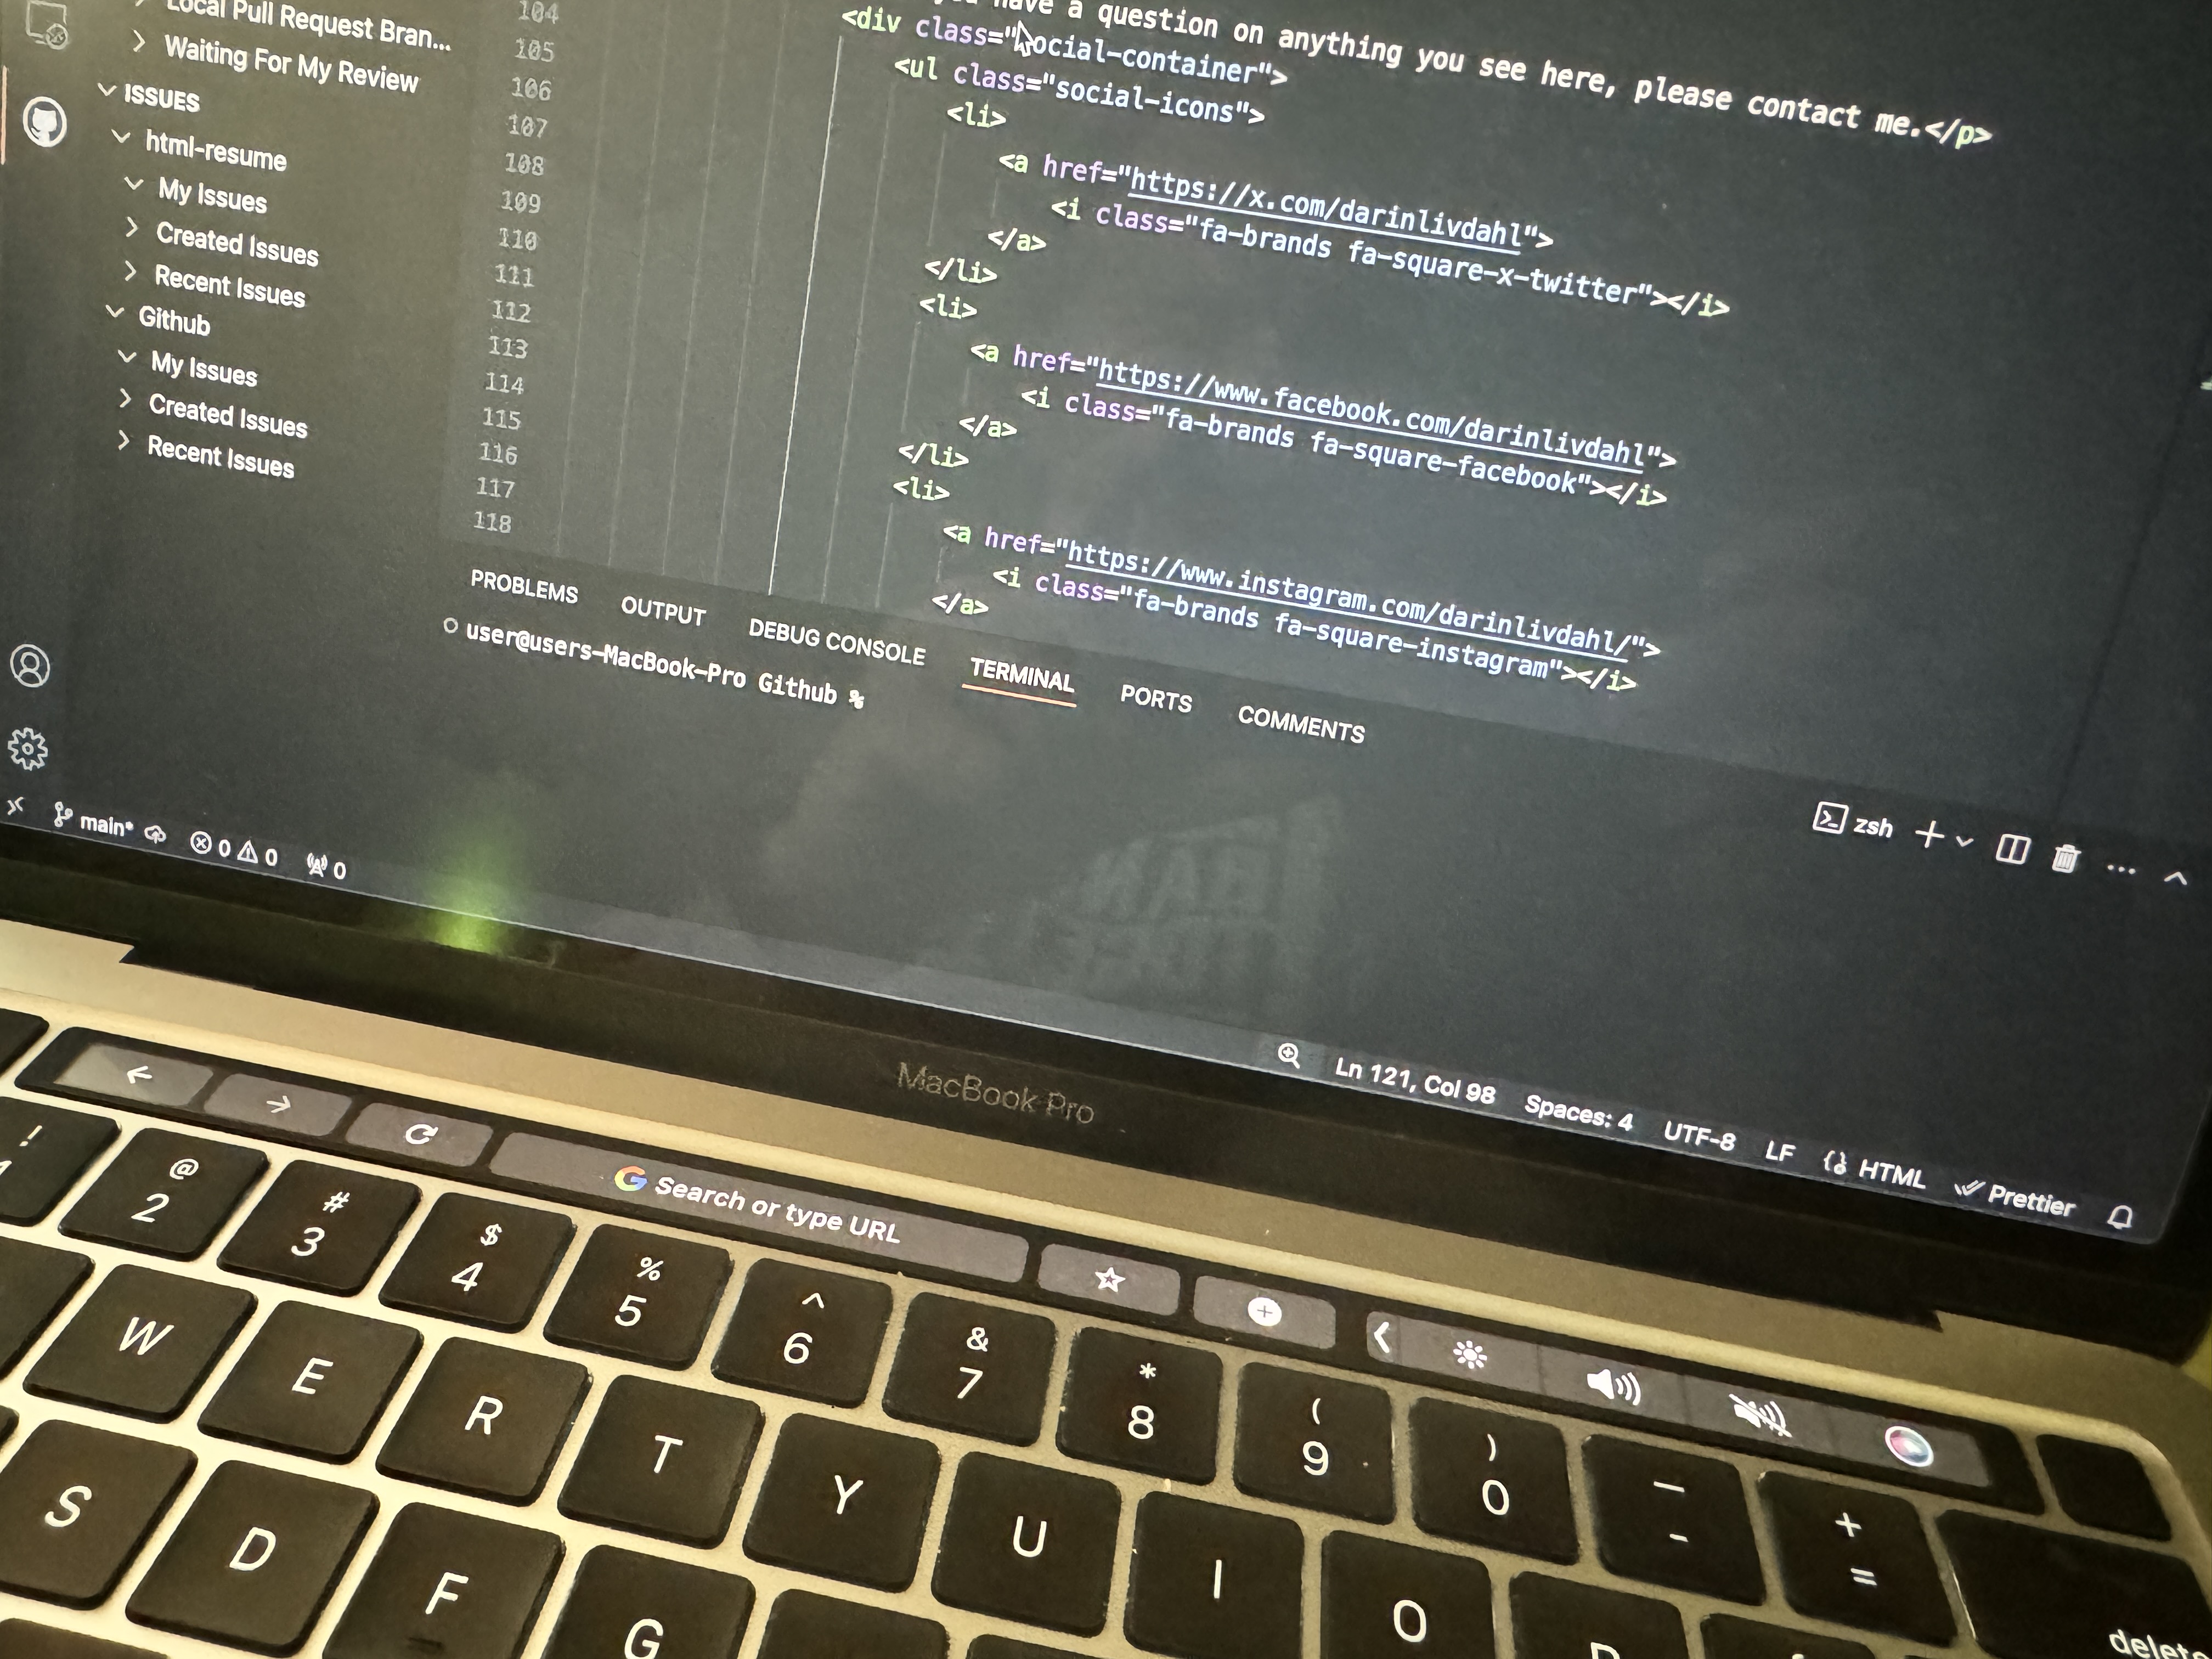 Local Pull Request Bran...
Waiting For My Review
ISSUES
html-resume
My Issues
Created Issues
Recent Issues
Github
My Issues
Created Issues
Recent Issues
104
105
106
107
108
109
110
111
112
113
114
115
116
117
118
have a question on anything you see here, please contact me.</p>
<div class="social-container">
<ul class="social-icons">
<li>
<a href="https://x.com/darinlivdahl">
<i class="fa-brands fa-square-x-twitter"></i>
</a>
</li>
<li>
<a href="https://www.facebook.com/darinlivdahl">
<i class="fa-brands fa-square-facebook"></i>
</a>
</li>
<li>
<a href="https://www.instagram.com/darinlivdahl/">
<i class="fa-brands fa-square-instagram"></i>
</a>
PROBLEMS OUTPUT DEBUG CONSOLE TERMINAL PORTS COMMENTS
user@users-MacBook-Pro Github %
zsh
main* 0 0 0
Ln 121, Col 98 Spaces: 4 UTF-8 LF HTML Prettier
MacBook Pro
Search or type URL
! @ # $ % ^ & * ( ) — +
2 3 4 5 6 7 8 9 0 - =
W E R T Y U I O
delete
S D F G